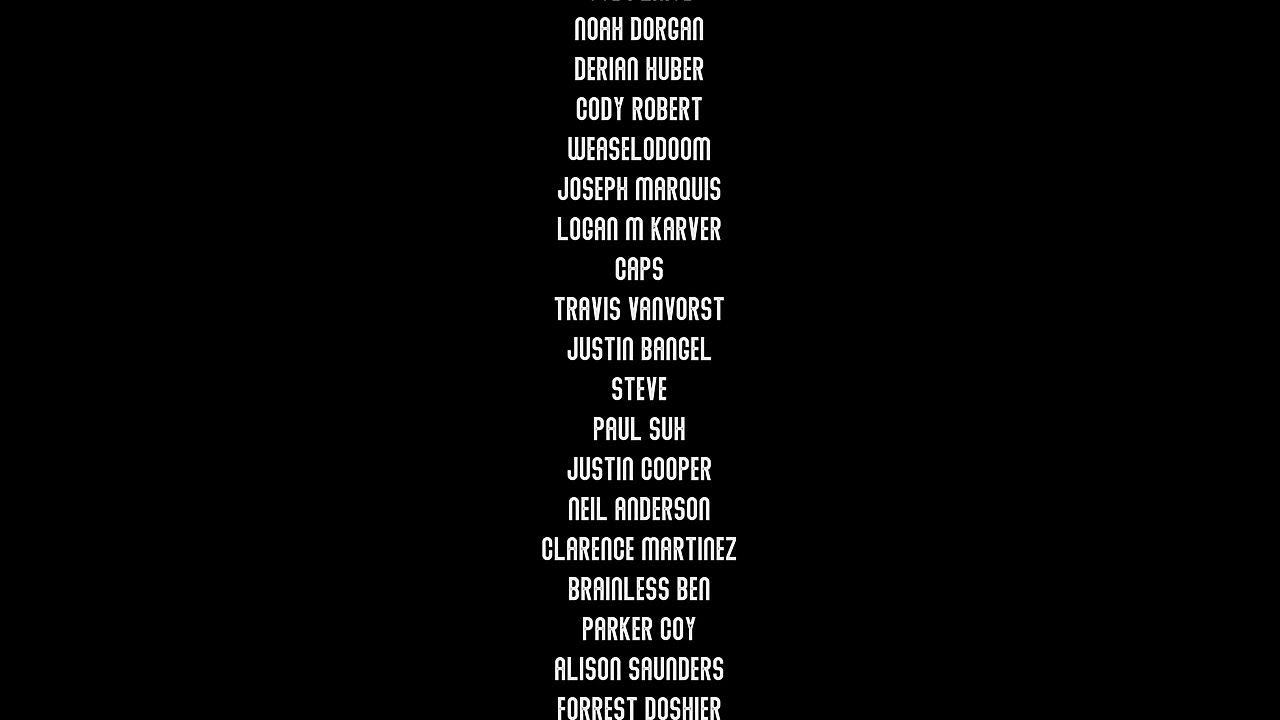 NOAH DORGAN
DERIAN HUBER
CODY ROBERT
WEASELODOOM
JOSEPH MARQUIS
LOGAN M KARVER
CAPS
TRAVIS VANVORST
JUSTIN BANGEL
STEVE
PAUL SUH
JUSTIN COOPER
NEIL ANDERSON
CLARENCE MARTINEZ
BRAINLESS BEN
PARKER COY
ALISON SAUNDERS
FORREST DOSHIER